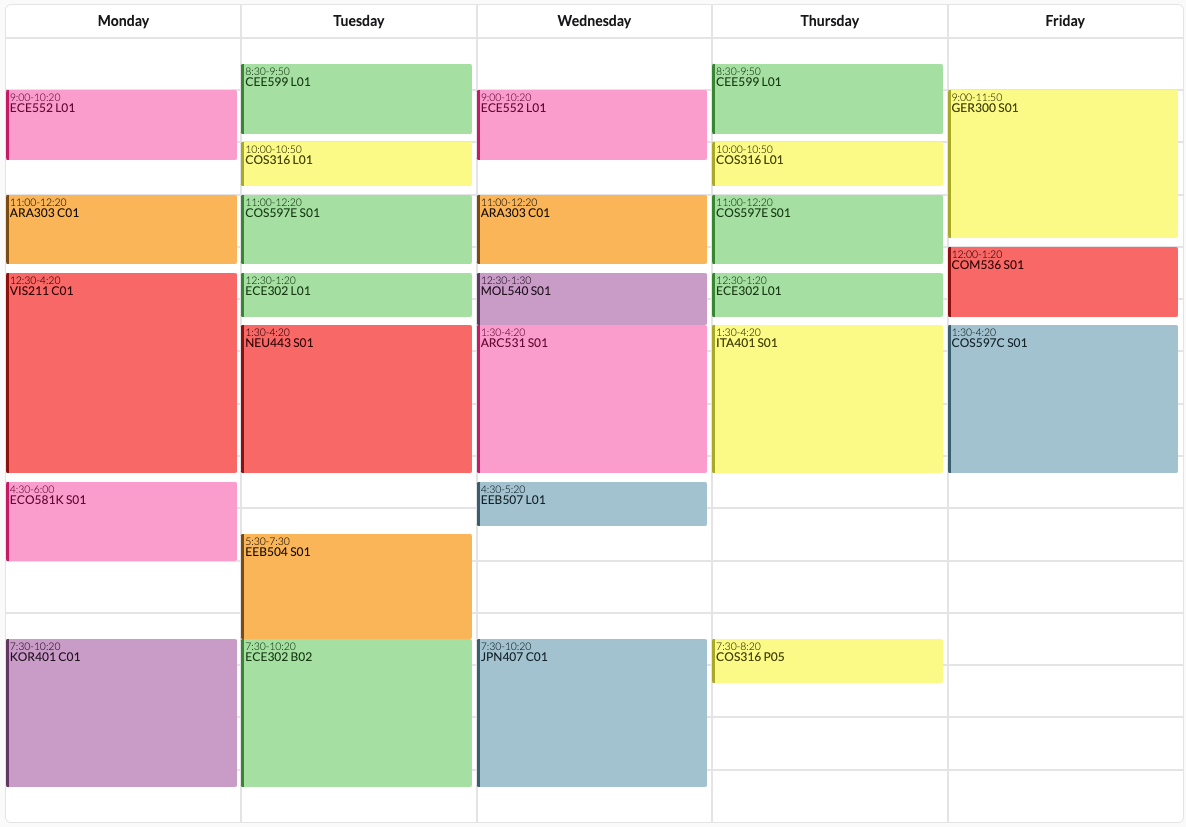 Monday
Tuesday
Wednesday
Thursday
Friday
9:00-10:20
ECE552 L01
11:00-12:20
ARA303 C01
12:30-4:20
VIS211 C01
4:30-6:00
ECO581K S01
7:30-10:20
KOR401 C01
8:30-9:50
CEE599 L01
10:00-10:50
COS316 L01
11:00-12:20
COS597E S01
12:30-1:20
ECE302 L01
1:30-4:20
NEU443 S01
5:30-7:30
EEB504 S01
7:30-10:20
ECE302 B02
9:00-10:20
ECE552 L01
11:00-12:20
ARA303 C01
12:30-1:30
MOL540 S01
1:30-4:20
ARC531 S01
4:30-5:20
EEB507 L01
7:30-10:20
JPN407 C01
8:30-9:50
CEE599 L01
10:00-10:50
COS316 L01
11:00-12:20
COS597E S01
12:30-1:20
ECE302 L01
1:30-4:20
ITA401 S01
7:30-8:20
COS316 P05
9:00-11:50
GER300 S01
12:00-1:20
COM536 S01
1:30-4:20
COS597C S01